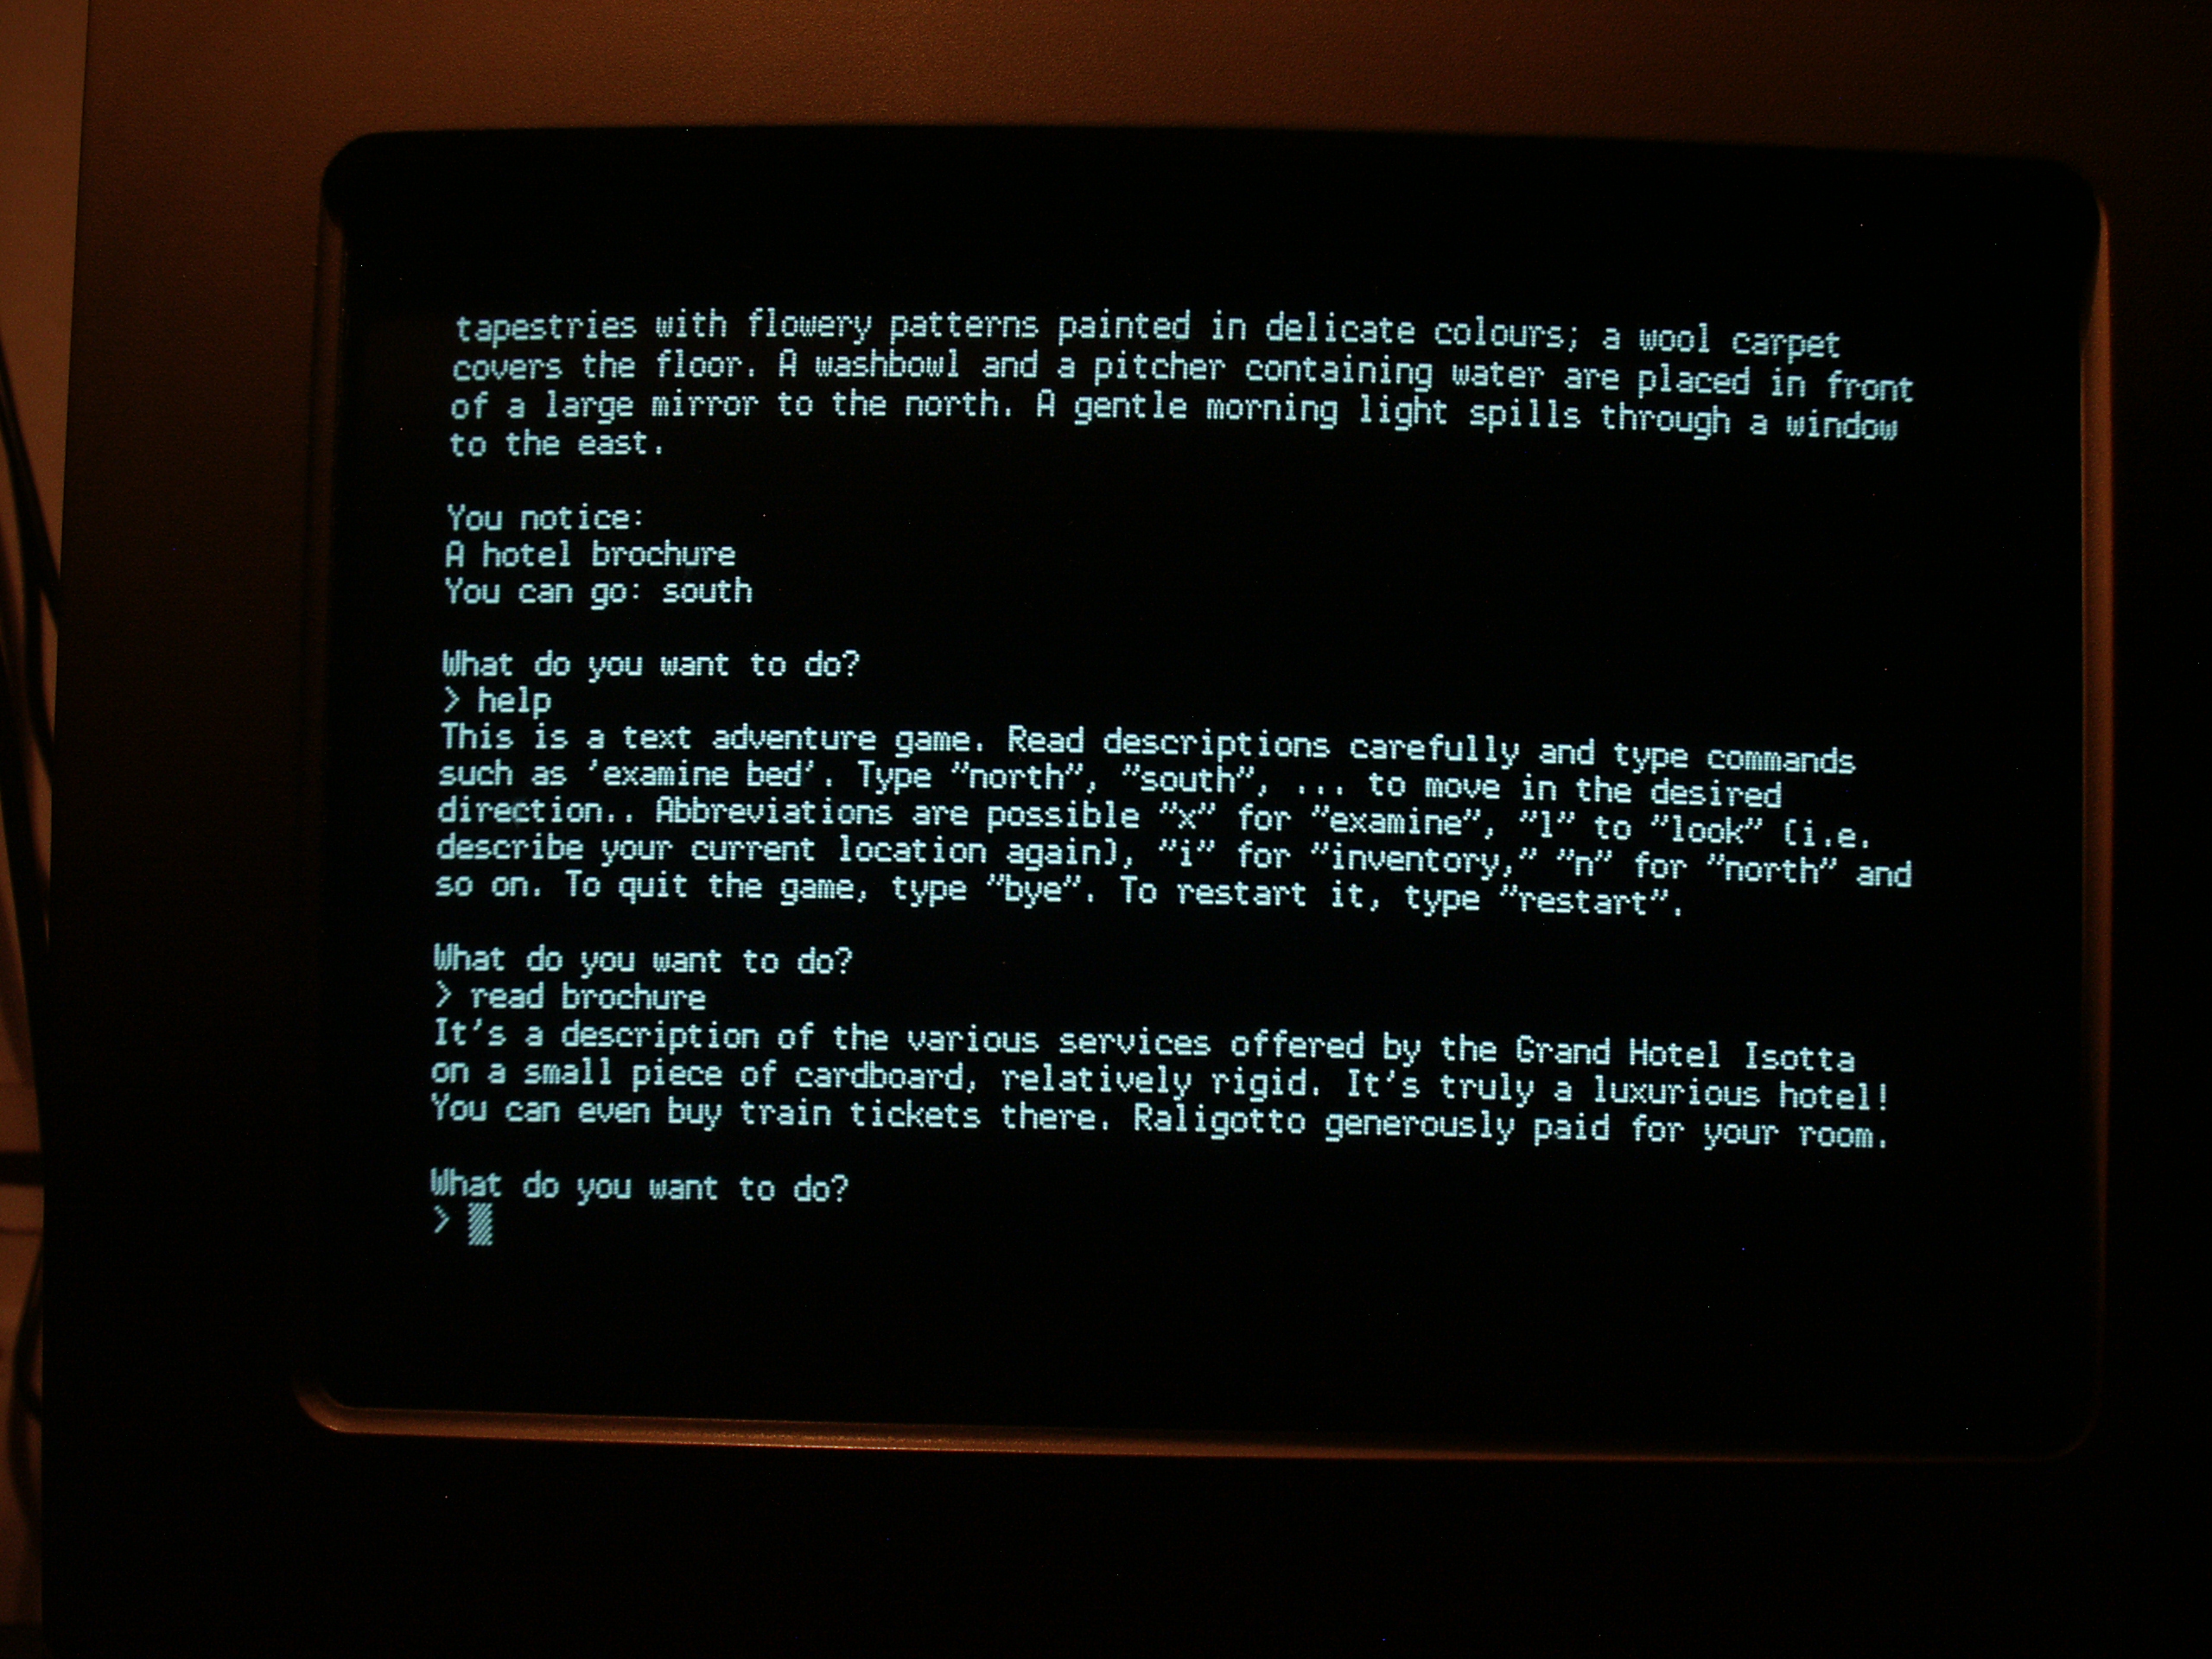 tapestries with flowery patterns painted in delicate colours; a wool carpet
covers the floor. A washbowl and a pitcher containing water are placed in front
of a large mirror to the north. A gentle morning light spills through a window
to the east.
You notice:
A hotel brochure
You can go: south
What do you want to do?
> help
This is a text adventure game. Read descriptions carefully and type commands
such as 'examine bed'. Type "north", "south", ... to move in the desired
direction.. Abbreviations are possible "x" for "examine", "l" to "look" (i.e.
describe your current location again), "i" for "inventory," "n" for "north" and
so on. To quit the game, type "bye". To restart it, type "restart".
What do you want to do?
> read brochure
It's a description of the various services offered by the Grand Hotel Isotta
on a small piece of cardboard, relatively rigid. It's truly a luxurious hotel!
You can even buy train tickets there. Raligotto generously paid for your room.
What do you want to do?
>